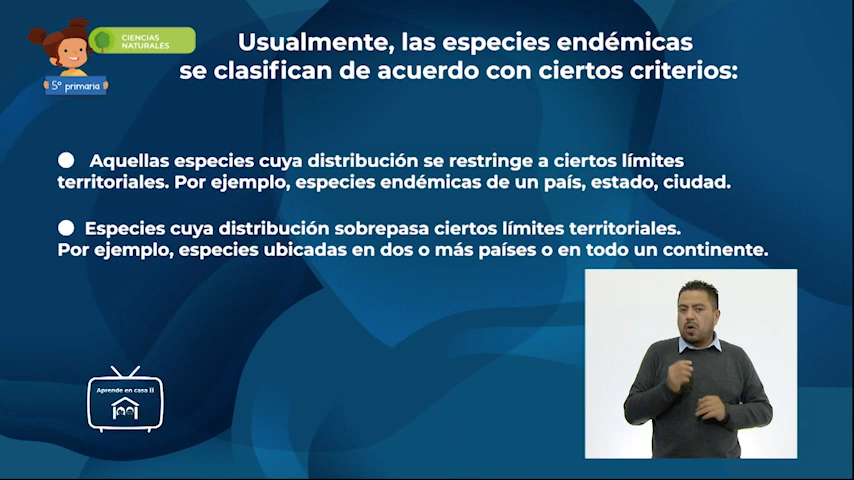 CIENCIAS
NATURALES
5° primaria
Usualmente, las especies endémicas
se clasifican de acuerdo con ciertos criterios:
● Aquellas especies cuya distribución se restringe a ciertos límites
territoriales. Por ejemplo, especies endémicas de un país, estado, ciudad.
● Especies cuya distribución sobrepasa ciertos límites territoriales.
Por ejemplo, especies ubicadas en dos o más países o en todo un continente.
Aprende en casa II